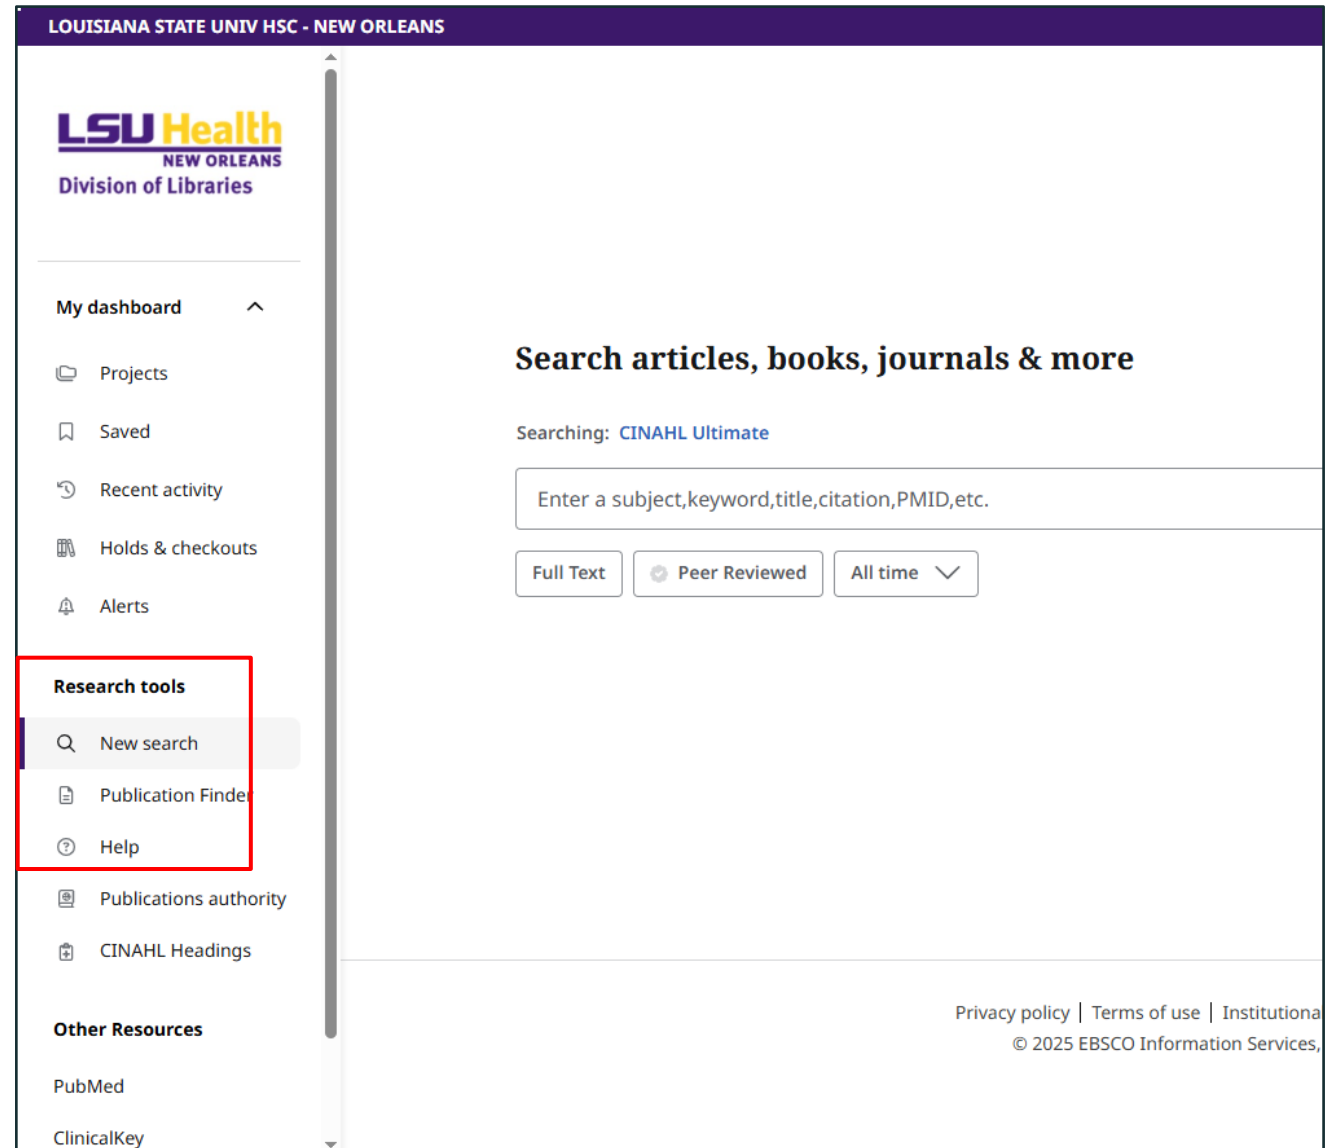 LOUISIANA STATE UNIV HSC - NEW ORLEANS
LSU Health
NEW ORLEANS
Division of Libraries
My dashboard
Projects
Saved
Recent activity
Holds & checkouts
Alerts
Research tools
New search
Publication Finder
Help
Publications authority
CINAHL Headings
Other Resources
PubMed
ClinicalKey
Search articles, books, journals & more
Searching: CINAHL Ultimate
Enter a subject,keyword,title,citation,PMID,etc.
Full Text
Peer Reviewed
All time
Privacy policy | Terms of use | Institutiona
© 2025 EBSCO Information Services,